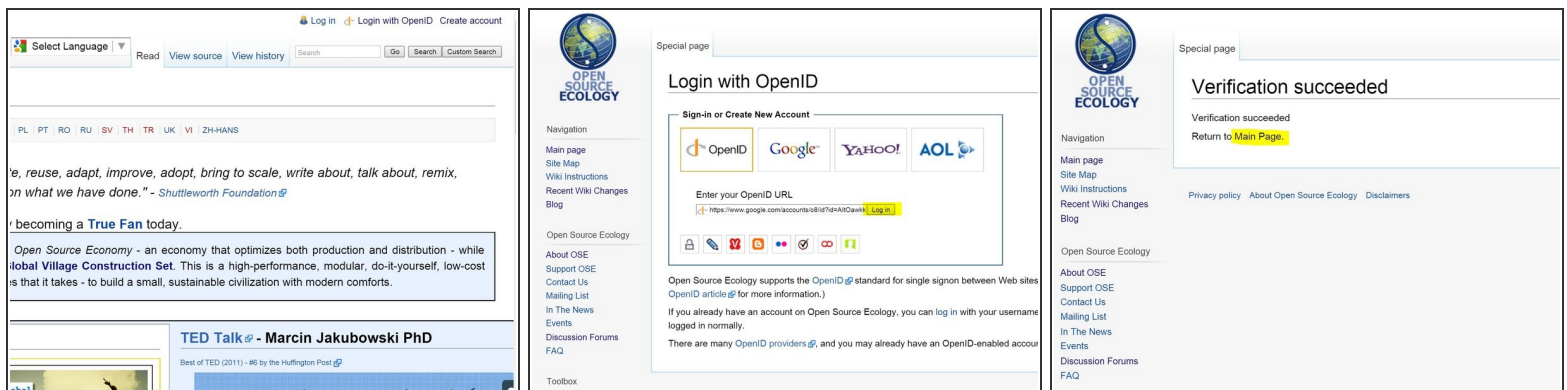 Log in Login with OpenID Create account
Select Language
Read View source View history Search Go Search Custom Search
PL PT RO RU SV TH TR UK VI ZH-HANS
e, reuse, adapt, improve, adopt, bring to scale, write about, talk about, remix,
on what we have done." - Shuttleworth Foundation
becoming a True Fan today.
Open Source Economy - an economy that optimizes both production and distribution - while
Global Village Construction Set. This is a high-performance, modular, do-it-yourself, low-cost
s that it takes - to build a small, sustainable civilization with modern comforts.
TED Talk - Marcin Jakubowski PhD
Best of TED (2011) - #6 by the Huffington Post
OPEN
SOURCE
ECOLOGY
Navigation
Main page
Site Map
Wiki Instructions
Recent Wiki Changes
Blog
Open Source Ecology
About OSE
Support OSE
Contact Us
Mailing List
In The News
Events
Discussion Forums
FAQ
Toolbox
Special page
Login with OpenID
Sign-in or Create New Account
OpenID Google YAHOO! AOL
Enter your OpenID URL
https://www.google.com/accounts/o8/id?id=AItOawkk Log in
Open Source Ecology supports the OpenID standard for single signon between Web sites
OpenID article for more information.)
If you already have an account on Open Source Ecology, you can log in with your username
logged in normally.
There are many OpenID providers, and you may already have an OpenID-enabled accour
OPEN
SOURCE
ECOLOGY
Navigation
Main page
Site Map
Wiki Instructions
Recent Wiki Changes
Blog
Open Source Ecology
About OSE
Support OSE
Contact Us
Mailing List
In The News
Events
Discussion Forums
FAQ
Special page
Verification succeeded
Verification succeeded
Return to Main Page.
Privacy policy About Open Source Ecology Disclaimers